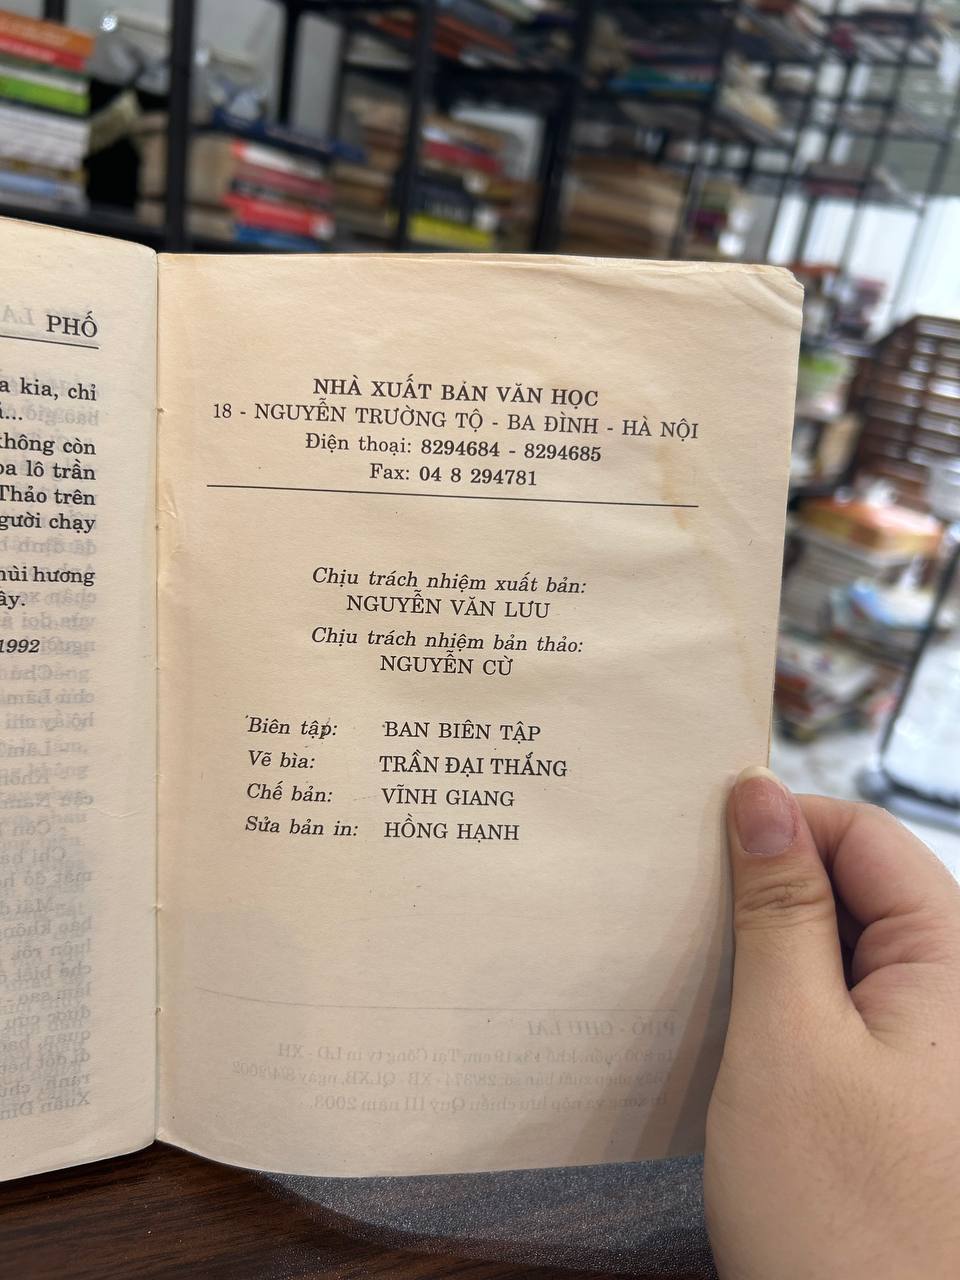 PHỐ
a kia, chỉ
không còn
ba lô trần
Thảo trên
gười chạy
mùi hương
ây.
1992
NHÀ XUẤT BẢN VĂN HỌC
18 - NGUYỄN TRƯỜNG TỘ - BA ĐÌNH - HÀ NỘI
Điện thoại: 8294684 - 8294685
Fax: 04 8 294781
Chịu trách nhiệm xuất bản:
NGUYỄN VĂN LƯU
Chịu trách nhiệm bản thảo:
NGUYỄN CỪ
Biên tập: BAN BIÊN TẬP
Vẽ bìa: TRẦN ĐẠI THẮNG
Chế bản: VĨNH GIANG
Sửa bản in: HỒNG HẠNH